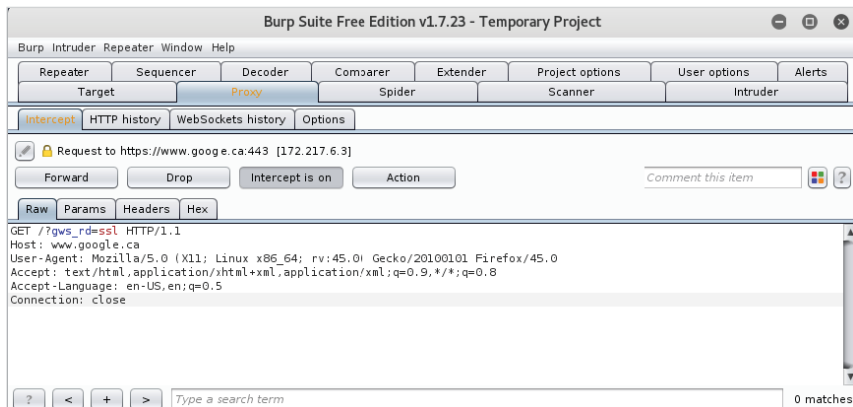 Burp Suite Free Edition v1.7.23 - Temporary Project
Burp Intruder Repeater Window Help
Repeater Sequencer Decoder Comparer Extender Project options User options Alerts
Target Proxy Spider Scanner Intruder
Intercept HTTP history WebSockets history Options
Request to https://www.goog e.ca:443 [172.217.6.3]
Forward Drop Intercept is on Action Comment this item ?
Raw Params Headers Hex
GET /?gws_rd=ssl HTTP/1.1
Host: www.google.ca
User-Agent: Mozilla/5.0 (X11; Linux x86_64; rv:45.0) Gecko/20100101 Firefox/45.0
Accept: text/html,application/xhtml+xml,application/xml;q=0.9,*/*;q=0.8
Accept-Language: en-US,en;q=0.5
Connection: close
? < + > Type a search term 0 matches